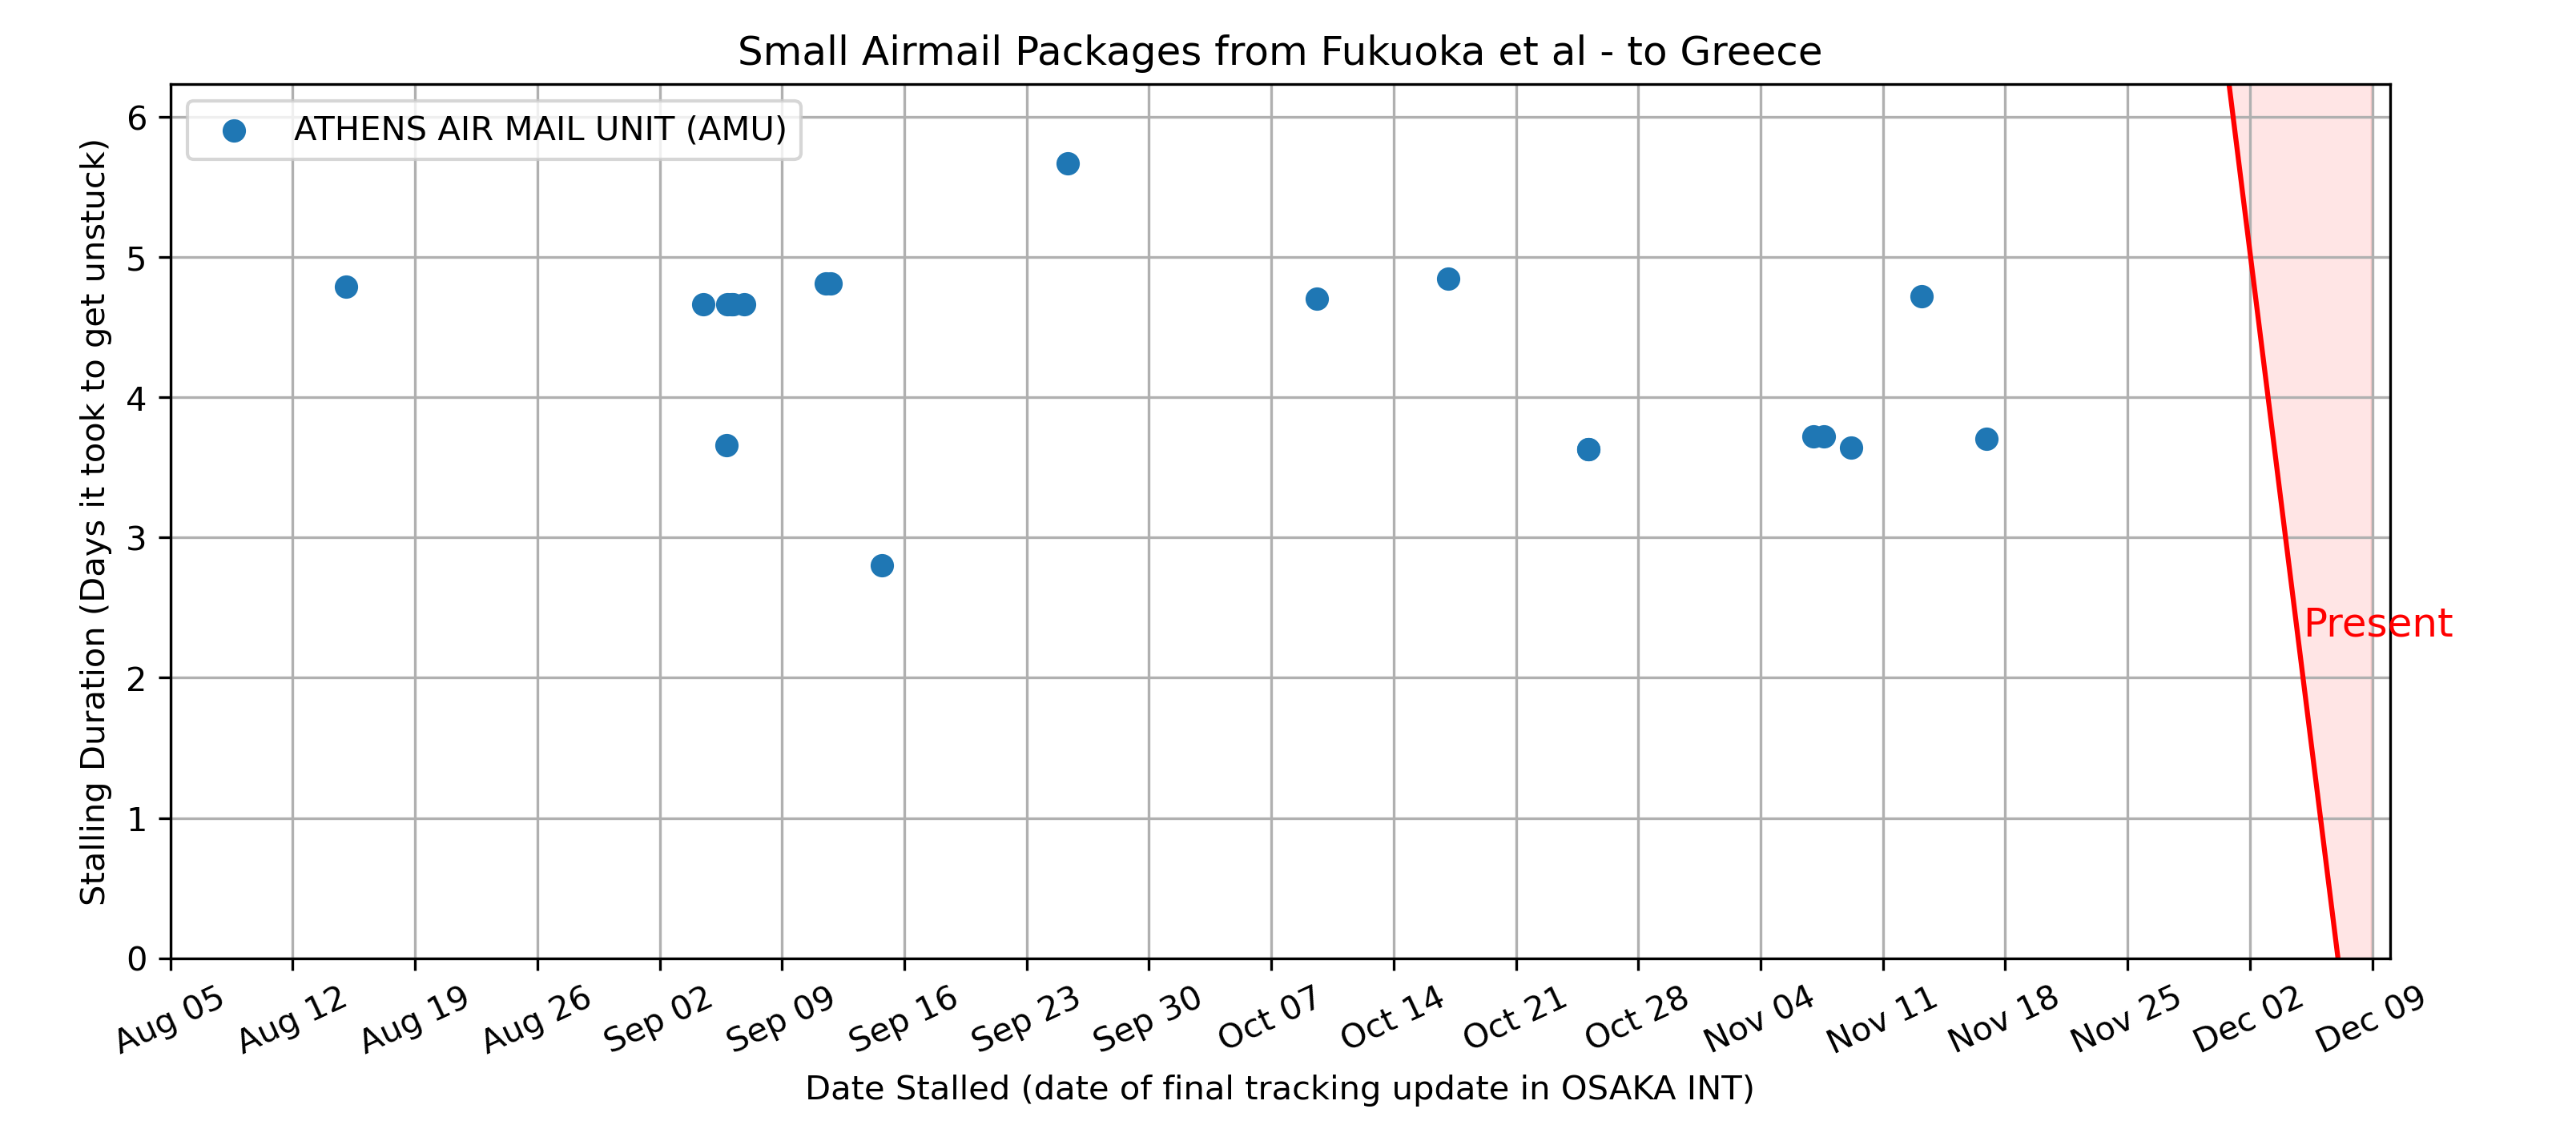 Small Airmail Packages from Fukuoka et al - to Greece
ATHENS AIR MAIL UNIT (AMU)
Stalling Duration (Days it took to get unstuck)
6
5
4
3
2
1
0
Present
Aug 05
Aug 12
Aug 19
Aug 26
Sep 02
Sep 09
Sep 16
Sep 23
Sep 30
Oct 07
Oct 14
Oct 21
Oct 28
Nov 04
Nov 11
Nov 18
Nov 25
Dec 02
Dec 09
Date Stalled (date of final tracking update in OSAKA INT)